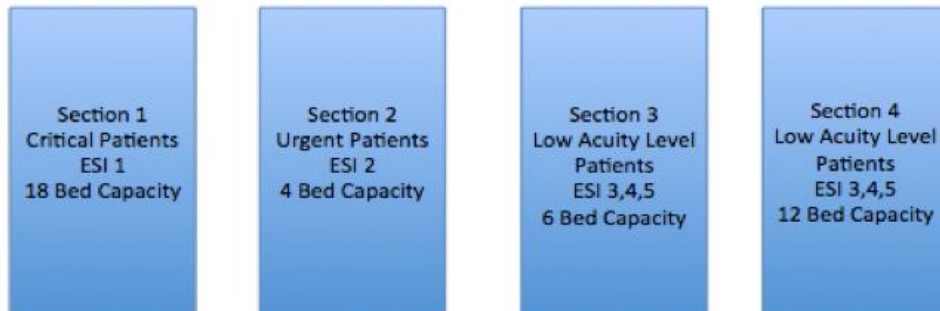 Section 1
Critical Patients
ESI 1
18 Bed Capacity
Section 2
Urgent Patients
ESI 2
4 Bed Capacity
Section 3
Low Acuity Level
Patients
ESI 3,4,5
6 Bed Capacity
Section 4
Low Acuity Level
Patients
ESI 3,4,5
12 Bed Capacity